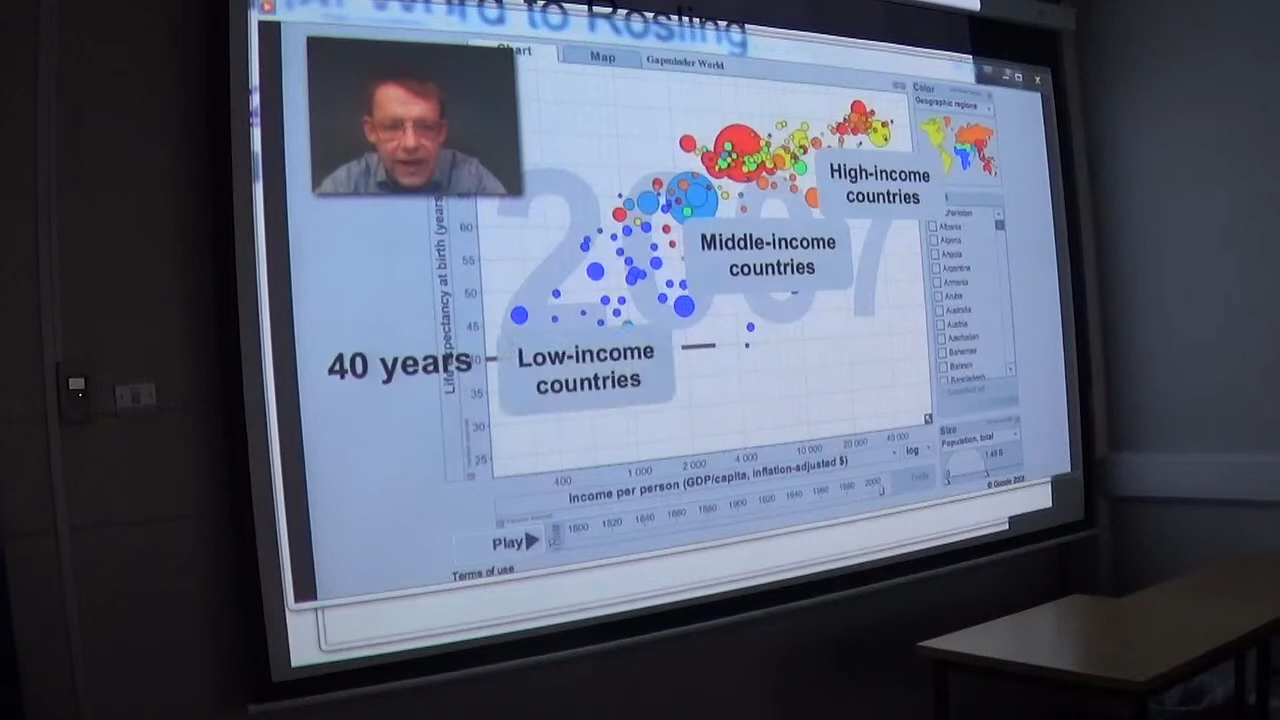 to Rosling
Chart
Map
Gapminder World
Color
Geographic regions
High-income
countries
Middle-income
countries
Low-income
countries
40 years
Life expectancy at birth (years)
60
55
50
45
40
35
30
25
2007
400
1 000
2 000
4 000
10 000
20 000
40 000
log
Income per person (GDP/capita, inflation-adjusted $)
Albania
Algeria
Angola
Argentina
Armenia
Aruba
Australia
Austria
Azerbaijan
Bahamas
Bahrain
Bangladesh
Size
Population, total
1800
1820
1840
1860
1880
1900
1920
1940
1960
1980
2000
Play
Terms of use